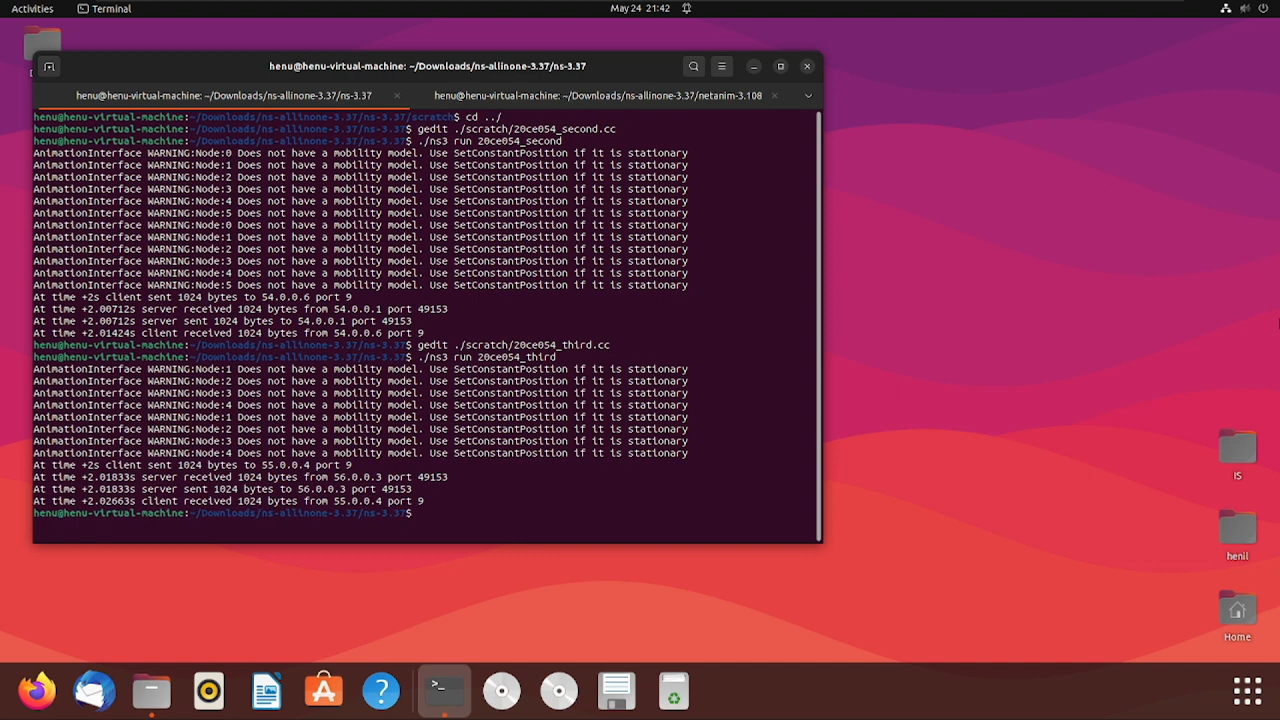 Activities
Terminal
May 24 21:42
henu@henu-virtual-machine: ~/Downloads/ns-allinone-3.37/ns-3.37
henu@henu-virtual-machine: ~/Downloads/ns-allinone-3.37/ns-3.37
henu@henu-virtual-machine: ~/Downloads/ns-allinone-3.37/netanim-3.108
henu@henu-virtual-machine:~/Downloads/ns-allinone-3.37/ns-3.37/scratch$ cd ../
henu@henu-virtual-machine:~/Downloads/ns-allinone-3.37/ns-3.37$ gedit ./scratch/20ce054_second.cc
henu@henu-virtual-machine:~/Downloads/ns-allinone-3.37/ns-3.37$ ./ns3 run 20ce054_second
AnimationInterface WARNING:Node:0 Does not have a mobility model. Use SetConstantPosition if it is stationary
AnimationInterface WARNING:Node:1 Does not have a mobility model. Use SetConstantPosition if it is stationary
AnimationInterface WARNING:Node:2 Does not have a mobility model. Use SetConstantPosition if it is stationary
AnimationInterface WARNING:Node:3 Does not have a mobility model. Use SetConstantPosition if it is stationary
AnimationInterface WARNING:Node:4 Does not have a mobility model. Use SetConstantPosition if it is stationary
AnimationInterface WARNING:Node:5 Does not have a mobility model. Use SetConstantPosition if it is stationary
AnimationInterface WARNING:Node:0 Does not have a mobility model. Use SetConstantPosition if it is stationary
AnimationInterface WARNING:Node:1 Does not have a mobility model. Use SetConstantPosition if it is stationary
AnimationInterface WARNING:Node:2 Does not have a mobility model. Use SetConstantPosition if it is stationary
AnimationInterface WARNING:Node:3 Does not have a mobility model. Use SetConstantPosition if it is stationary
AnimationInterface WARNING:Node:4 Does not have a mobility model. Use SetConstantPosition if it is stationary
AnimationInterface WARNING:Node:5 Does not have a mobility model. Use SetConstantPosition if it is stationary
At time +2s client sent 1024 bytes to 54.0.0.6 port 9
At time +2.00712s server received 1024 bytes from 54.0.0.1 port 49153
At time +2.00712s server sent 1024 bytes to 54.0.0.1 port 49153
At time +2.01424s client received 1024 bytes from 54.0.0.6 port 9
henu@henu-virtual-machine:~/Downloads/ns-allinone-3.37/ns-3.37$ gedit ./scratch/20ce054_third.cc
henu@henu-virtual-machine:~/Downloads/ns-allinone-3.37/ns-3.37$ ./ns3 run 20ce054_third
AnimationInterface WARNING:Node:1 Does not have a mobility model. Use SetConstantPosition if it is stationary
AnimationInterface WARNING:Node:2 Does not have a mobility model. Use SetConstantPosition if it is stationary
AnimationInterface WARNING:Node:3 Does not have a mobility model. Use SetConstantPosition if it is stationary
AnimationInterface WARNING:Node:4 Does not have a mobility model. Use SetConstantPosition if it is stationary
AnimationInterface WARNING:Node:1 Does not have a mobility model. Use SetConstantPosition if it is stationary
AnimationInterface WARNING:Node:2 Does not have a mobility model. Use SetConstantPosition if it is stationary
AnimationInterface WARNING:Node:3 Does not have a mobility model. Use SetConstantPosition if it is stationary
AnimationInterface WARNING:Node:4 Does not have a mobility model. Use SetConstantPosition if it is stationary
At time +2s client sent 1024 bytes to 55.0.0.4 port 9
At time +2.01833s server received 1024 bytes from 56.0.0.3 port 49153
At time +2.01833s server sent 1024 bytes to 56.0.0.3 port 49153
At time +2.02663s client received 1024 bytes from 55.0.0.4 port 9
henu@henu-virtual-machine:~/Downloads/ns-allinone-3.37/ns-3.37$
IS
henil
Home